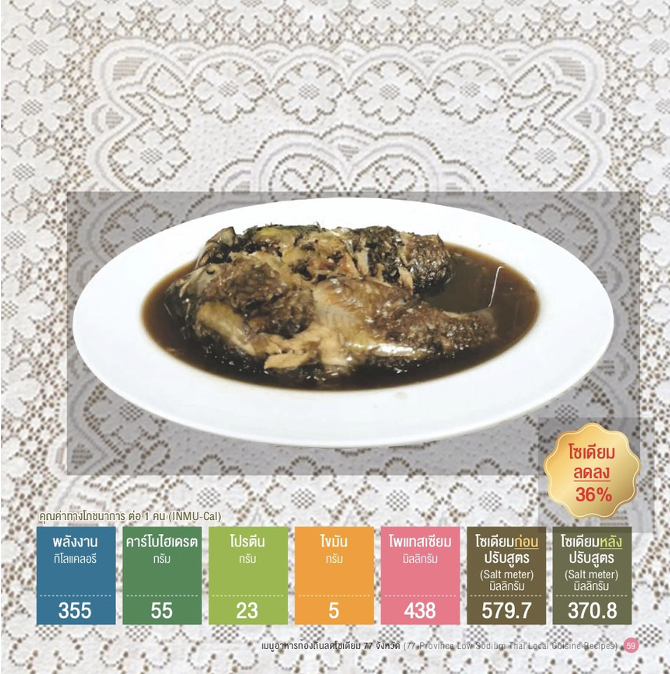 โซเดียม
ลดลง
36%
คุณค่าทางโภชนาการ ต่อ 1 คน (INMU-Cal)
พลังงาน
กิโลแคลอรี
355
คาร์โบไฮเดรต
กรัม
55
โปรตีน
กรัม
23
ไขมัน
กรัม
5
โพแทสเซียม
มิลลิกรัม
438
โซเดียมก่อน
ปรับสูตร
(Salt meter)
มิลลิกรัม
579.7
โซเดียมหลัง
ปรับสูตร
(Salt meter)
มิลลิกรัม
370.8
เมนูอาหารท้องถิ่นลดโซเดียม 77 จังหวัด (77 Province Low Sodium Thai Local Cuisine Recipes) 59